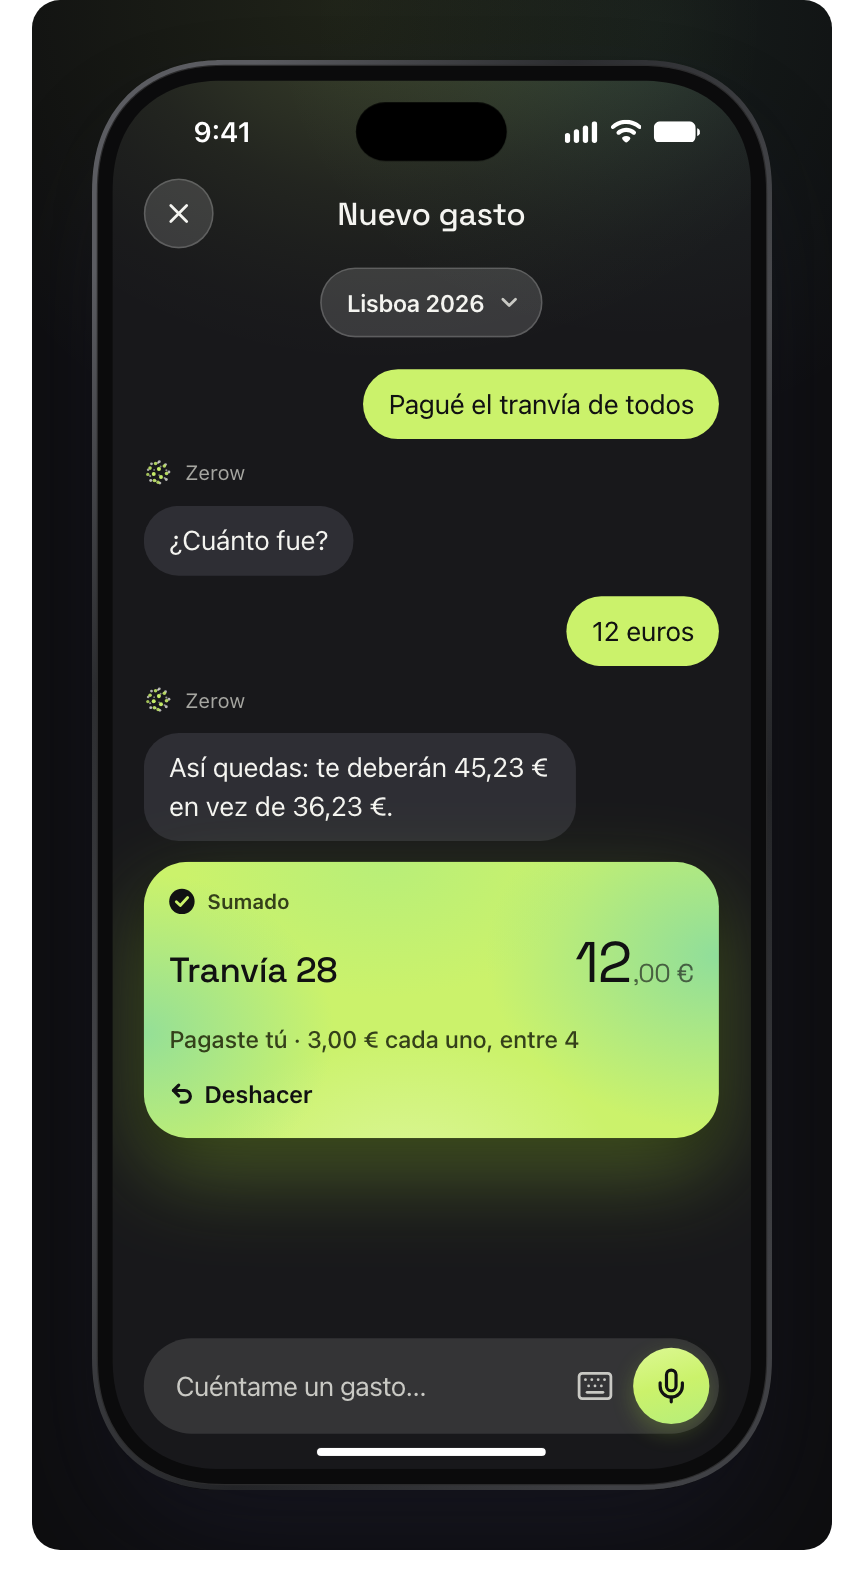 9:41
Nuevo gasto
Lisboa 2026
Pagué el tranvía de todos
Zerow
¿Cuánto fue?
12 euros
Zerow
Así quedas: te deberán 45,23 €
en vez de 36,23 €.
Sumado
Tranvía 28 12,00 €
Pagaste tú · 3,00 € cada uno, entre 4
Deshacer
Cuéntame un gasto...